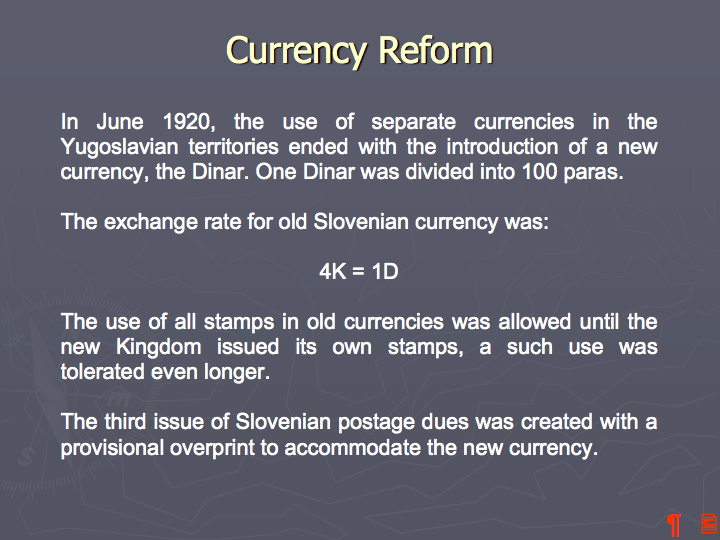 Currency Reform
In June 1920, the use of separate currencies in the
Yugoslavian territories ended with the introduction of a new
currency, the Dinar. One Dinar was divided into 100 paras.
The exchange rate for old Slovenian currency was:
4K = 1D
The use of all stamps in old currencies was allowed until the
new Kingdom issued its own stamps, a such use was
tolerated even longer.
The third issue of Slovenian postage dues was created with a
provisional overprint to accommodate the new currency.
E
S
¶